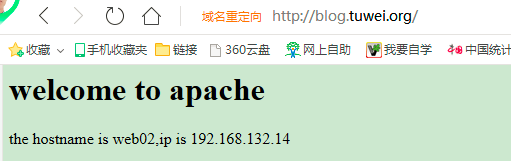 域名重定向 http://blog.tuwei.org/
收藏 手机收藏夹 链接 360云盘 网上自助 我要自学 中国统计
welcome to apache
the hostname is web02,ip is 192.168.132.14